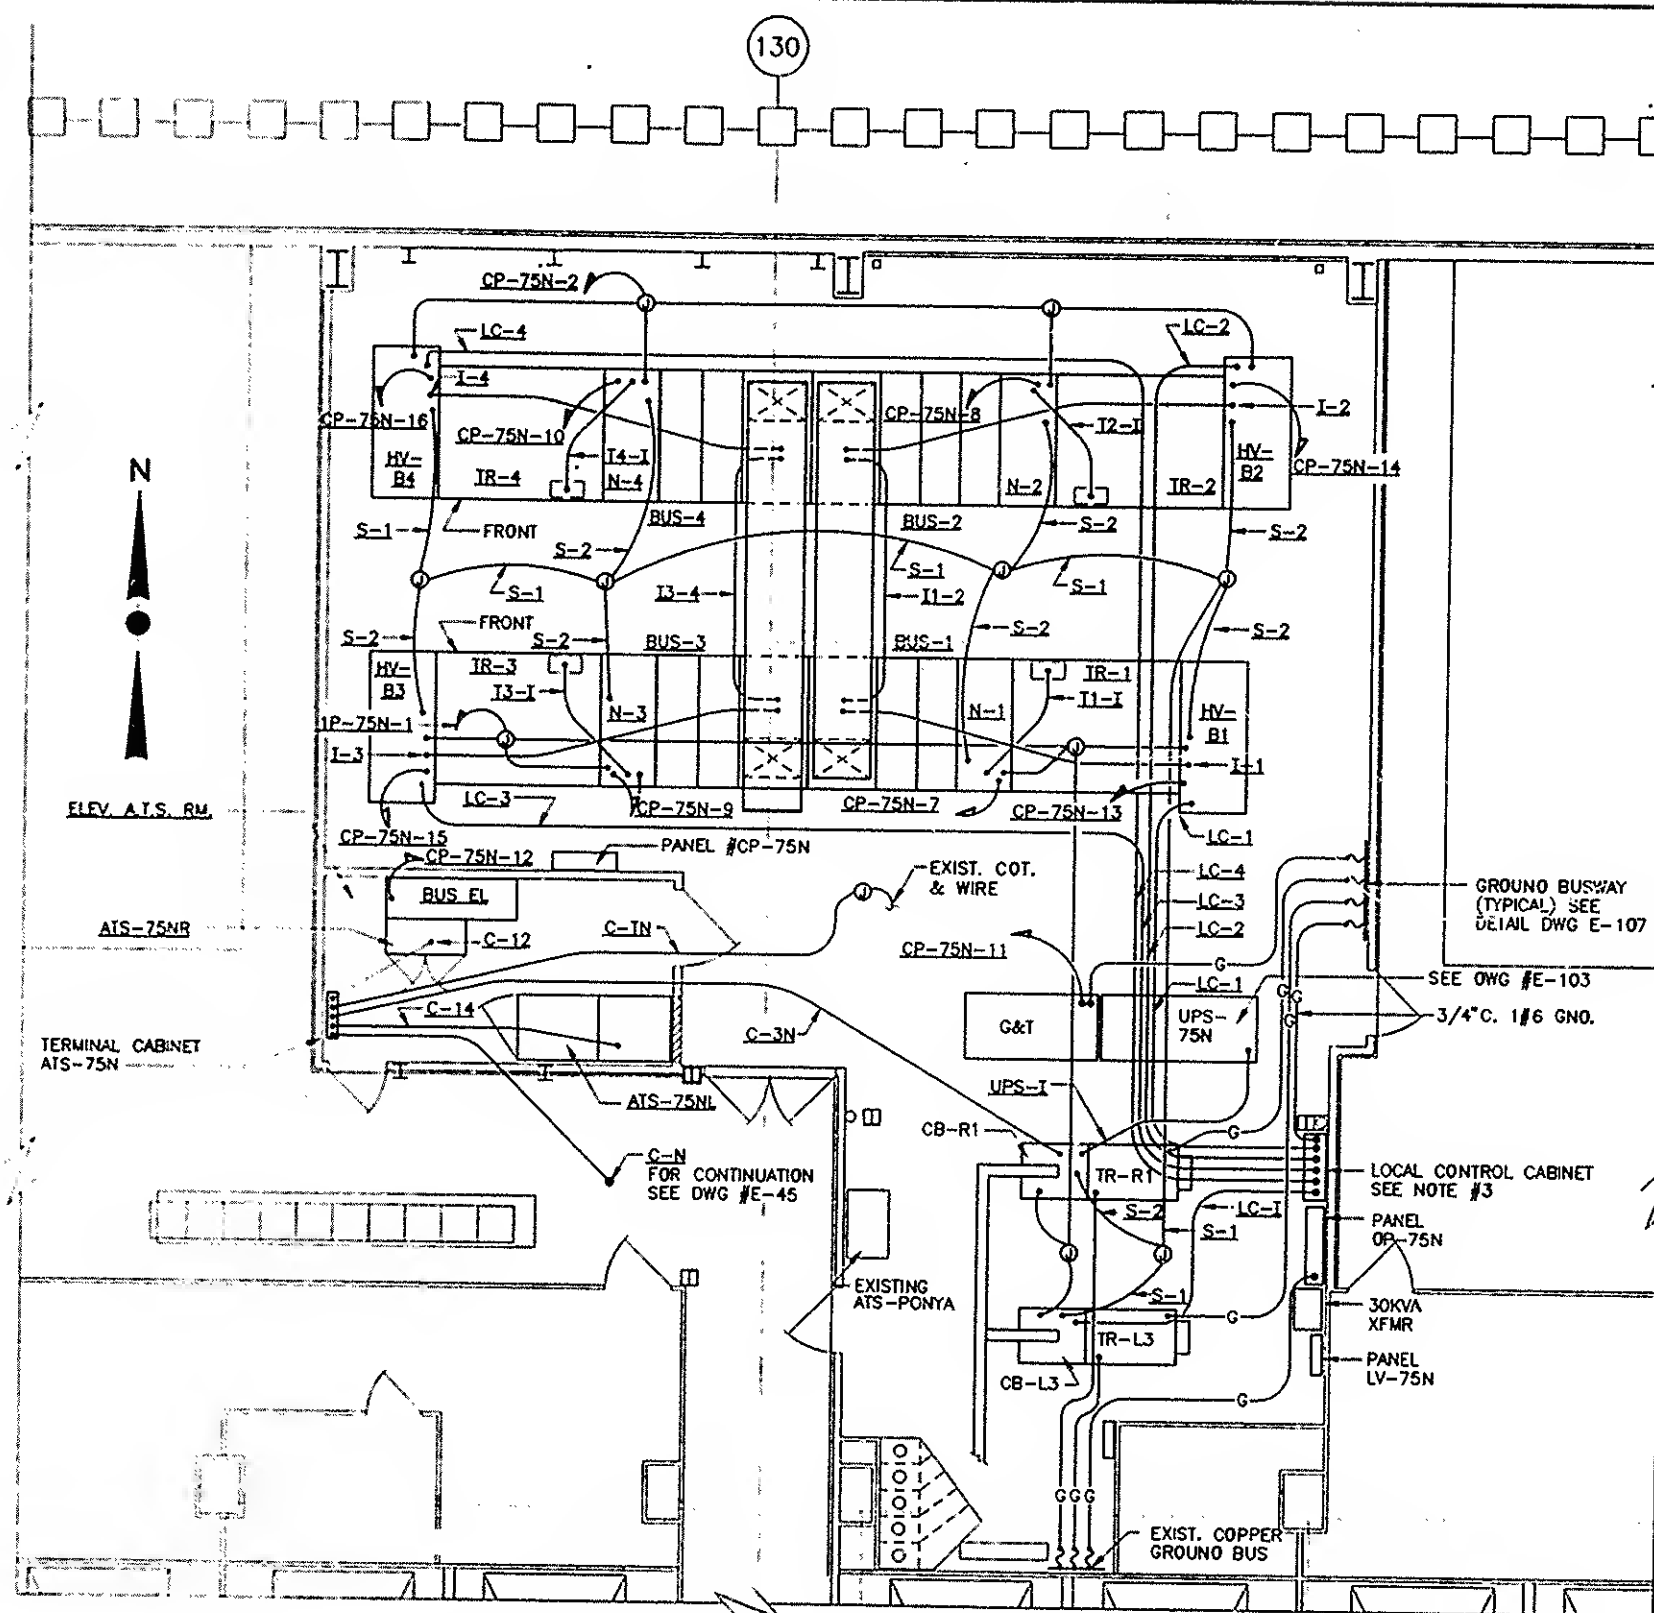 130
CP-75N-2
J
J
LC-4
LC-2
I-4
CP-75N-16
CP-75N-10
CP-75N-8
I-2
T2-I
T4-I
HV-
B4
TR-4
N-4
N-2
TR-2
HV-
B2
CP-75N-14
N
BUS-4
BUS-2
S-1
FRONT
S-2
S-2
S-2
S-1
J
J
J
J
S-1
S-1
I3-4
I1-2
FRONT
S-2
S-2
BUS-3
BUS-1
S-2
S-2
HV-
B3
TR-3
TR-1
T3-I
T1-I
N-3
N-1
HV-
B1
1P-75N-1
J
J
I-3
I-1
LC-3
CP-75N-9
CP-75N-7
CP-75N-13
ELEV. A.T.S. RM.
CP-75N-15
LC-1
PANEL #CP-75N
CP-75N-12
EXIST. COT.
& WIRE
J
LC-4
BUS EL
LC-3
GROUNO BUSWAY
(TYPICAL) SEE
DETAIL DWG E-107
ATS-75NR
C-12
C-TN
LC-2
CP-75N-11
G
SEE OWG #E-103
LC-1
G
G
C-14
G&T
UPS-
75N
G
3/4"C. 1#6 GNO.
C-3N
TERMINAL CABINET
ATS-75N
UPS-I
ATS-75NL
CB-R1
G
C-N
FOR CONTINUATION
SEE DWG #E-45
TR-R1
LOCAL CONTROL CABINET
SEE NOTE #3
S-2
LC-I
S-1
PANEL
OP-75N
J
J
EXISTING
ATS-PONYA
S-1
G
30KVA
XFMR
TR-L3
PANEL
LV-75N
CB-L3
G
G G G
EXIST. COPPER
GROUNO BUS